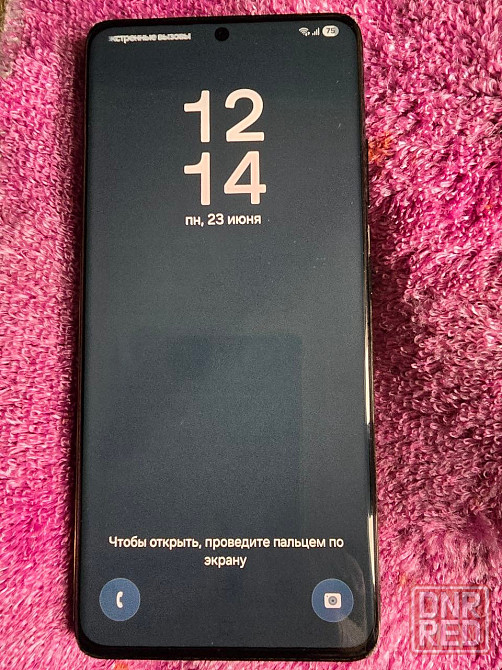 экстренные вызовы
75
12
14
пн, 23 июня
Чтобы открыть, проведите пальцем по
экрану
DNR
RED